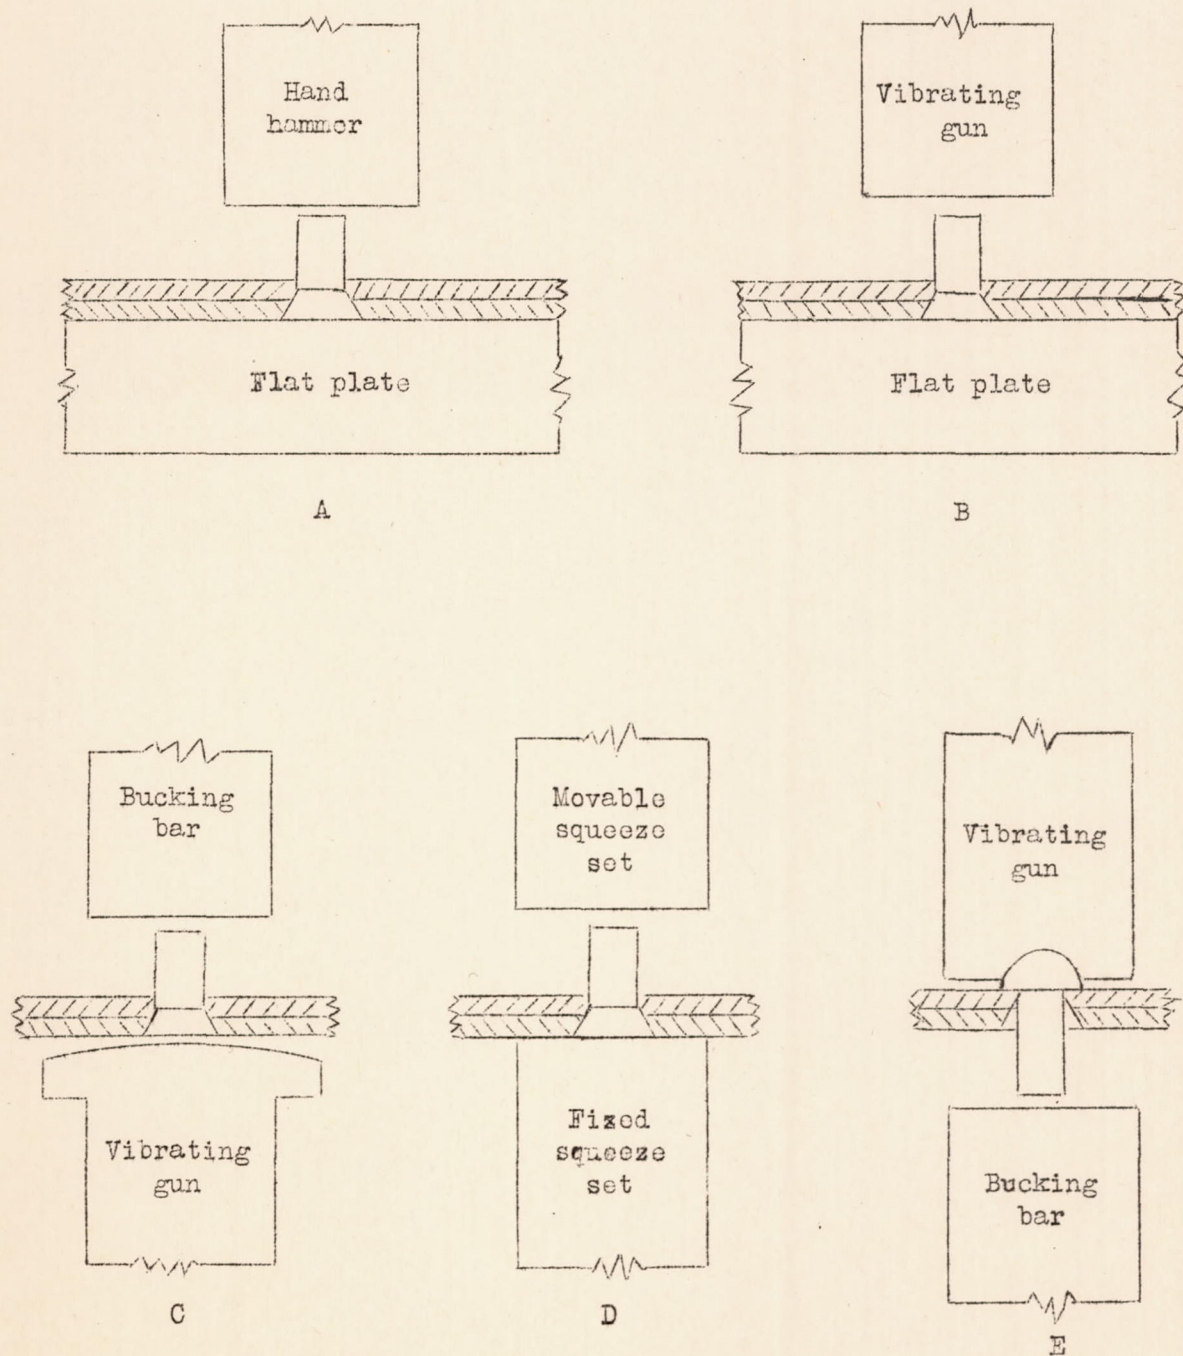 Hand
hammer
Vibrating
gun
Flat plate
Flat plate
A
B
Bucking
bar
Movable
squeeze
set
Vibrating
gun
Vibrating
gun
Fized
squeeze
set
Bucking
bar
C
D
E